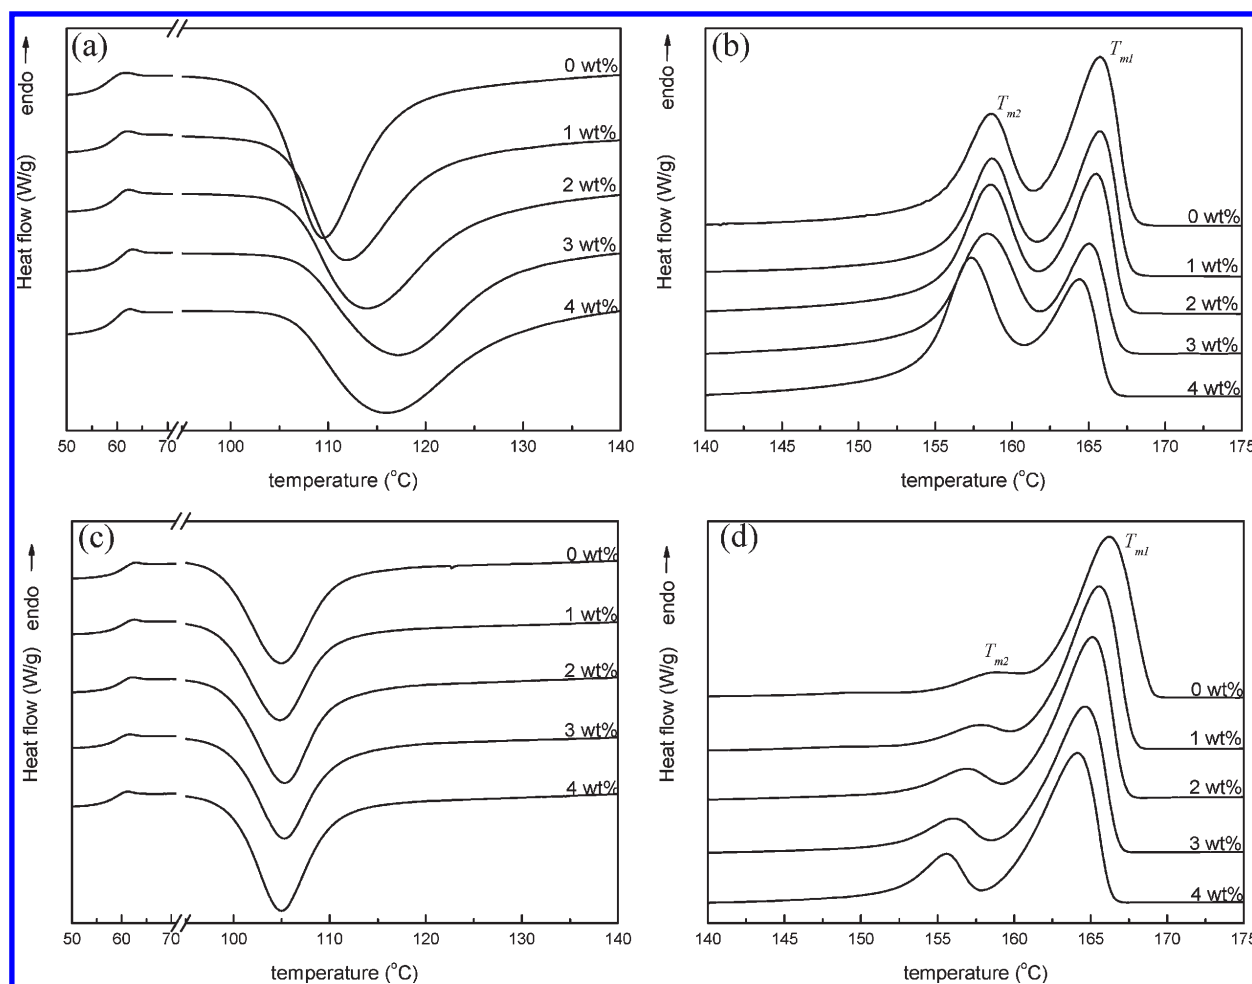 (a)
0 wt%
1 wt%
2 wt%
3 wt%
4 wt%
Heat flow (W/g) endo →
50 60 70 100 110 120 130 140
temperature (°C)
(b)
Tm1
Tm2
0 wt%
1 wt%
2 wt%
3 wt%
4 wt%
Heat flow (W/g) endo →
140 145 150 155 160 165 170 175
temperature (°C)
(c)
0 wt%
1 wt%
2 wt%
3 wt%
4 wt%
Heat flow (W/g) endo →
50 60 70 100 110 120 130 140
temperature (°C)
(d)
Tm1
Tm2
0 wt%
1 wt%
2 wt%
3 wt%
4 wt%
Heat flow (W/g) endo →
140 145 150 155 160 165 170 175
temperature (°C)